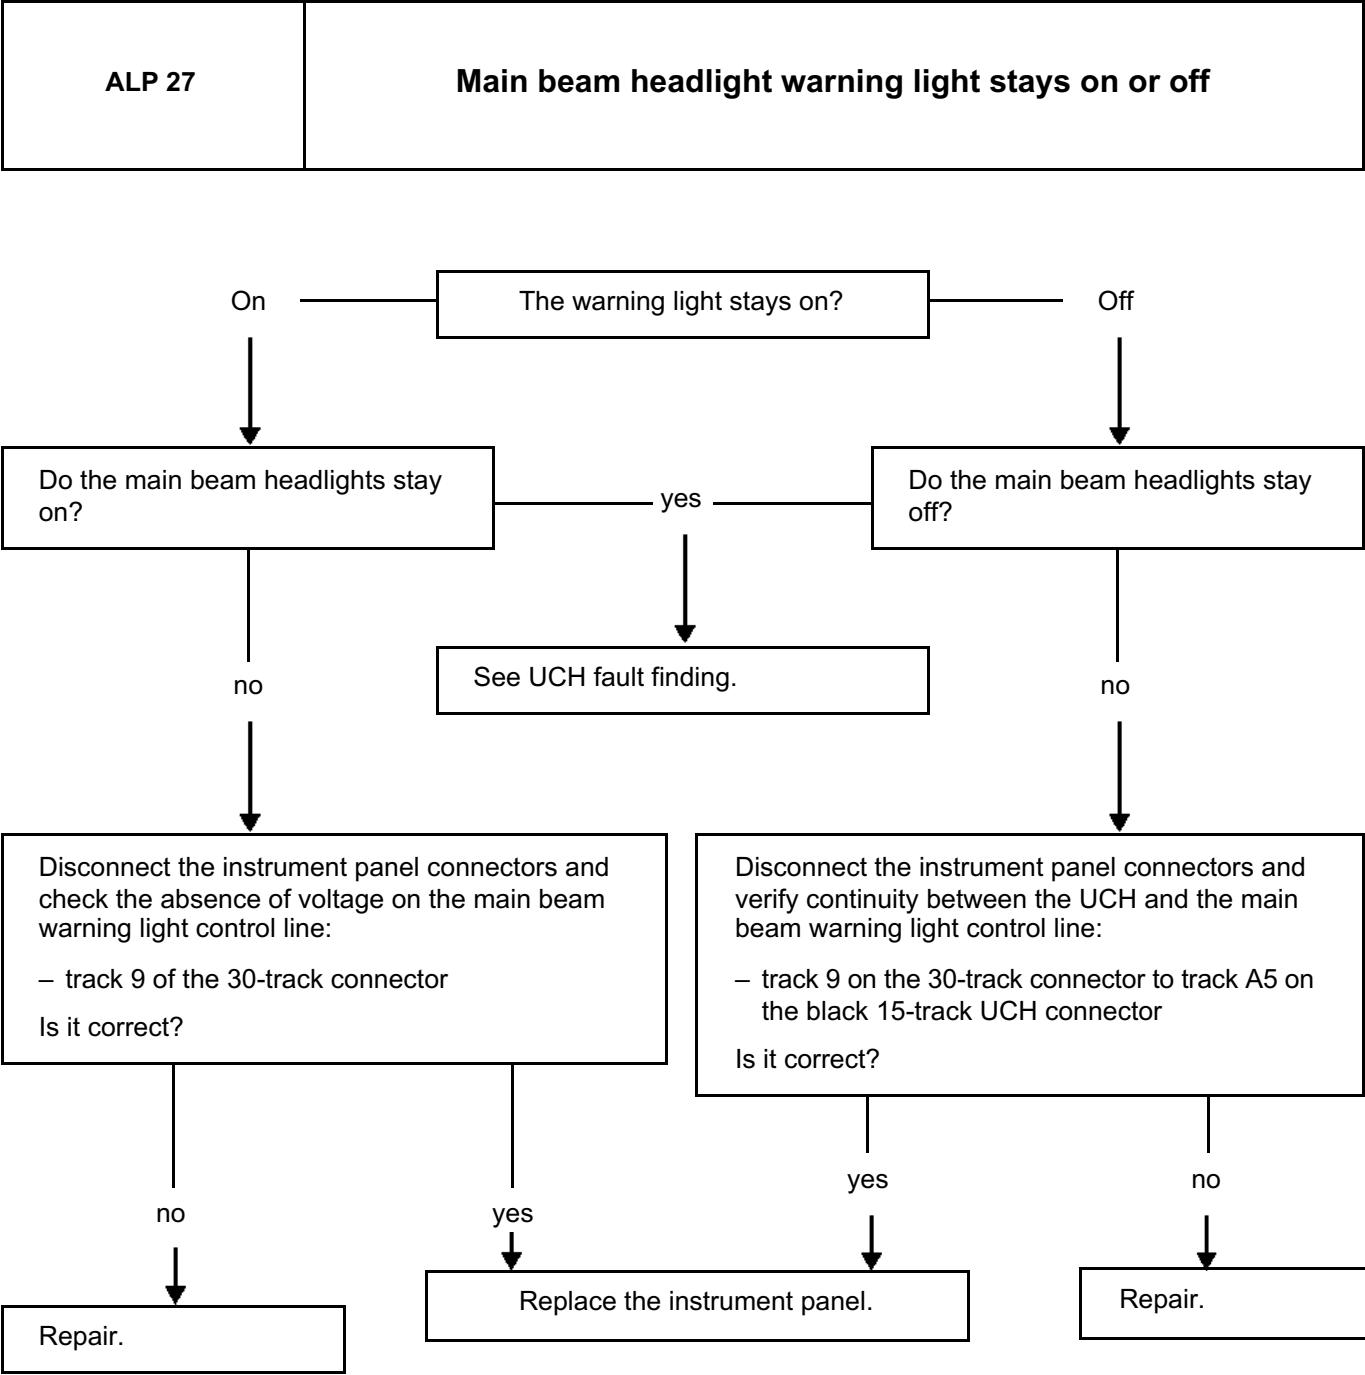 ALP 27
Main beam headlight warning light stays on or off
On
The warning light stays on?
Off
Do the main beam headlights stay
on?
yes
Do the main beam headlights stay
off?
no
See UCH fault finding.
no
Disconnect the instrument panel connectors and
check the absence of voltage on the main beam
warning light control line:
– track 9 of the 30-track connector
Is it correct?
Disconnect the instrument panel connectors and
verify continuity between the UCH and the main
beam warning light control line:
– track 9 on the 30-track connector to track A5 on
the black 15-track UCH connector
Is it correct?
no
yes
yes
no
Repair.
Replace the instrument panel.
Repair.